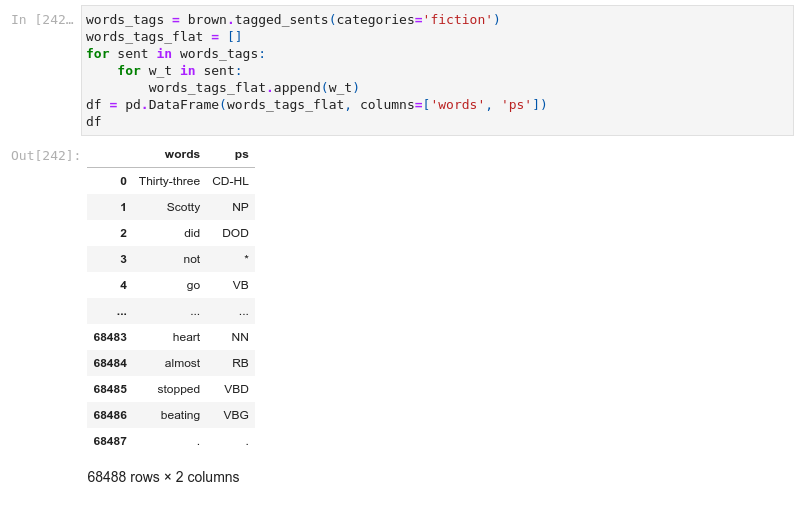 In [242…
words_tags = brown.tagged_sents(categories='fiction')
words_tags_flat = []
for sent in words_tags:
    for w_t in sent:
        words_tags_flat.append(w_t)
df = pd.DataFrame(words_tags_flat, columns=['words', 'ps'])
df
Out[242]:
words ps
0 Thirty-three CD-HL
1 Scotty NP
2 did DOD
3 not *
4 go VB
... ... ...
68483 heart NN
68484 almost RB
68485 stopped VBD
68486 beating VBG
68487 . .
68488 rows × 2 columns